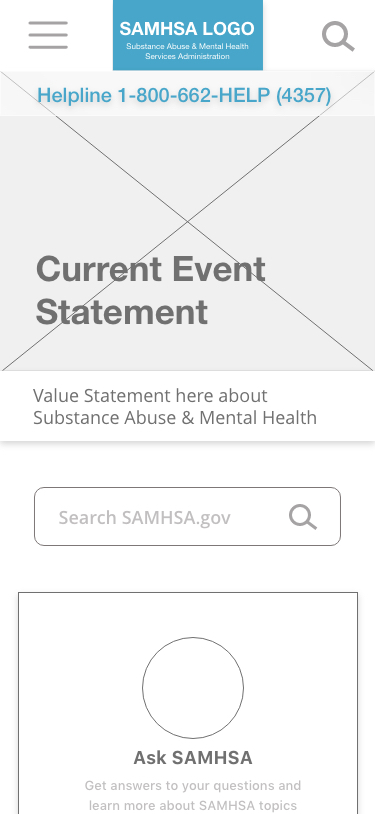 SAMHSA LOGO
Substance Abuse & Mental Health
Services Administration
Helpline 1-800-662-HELP (4357)
Current Event
Statement
Value Statement here about
Substance Abuse & Mental Health
Search SAMHSA.gov
Ask SAMHSA
Get answers to your questions and
learn more about SAMHSA topics